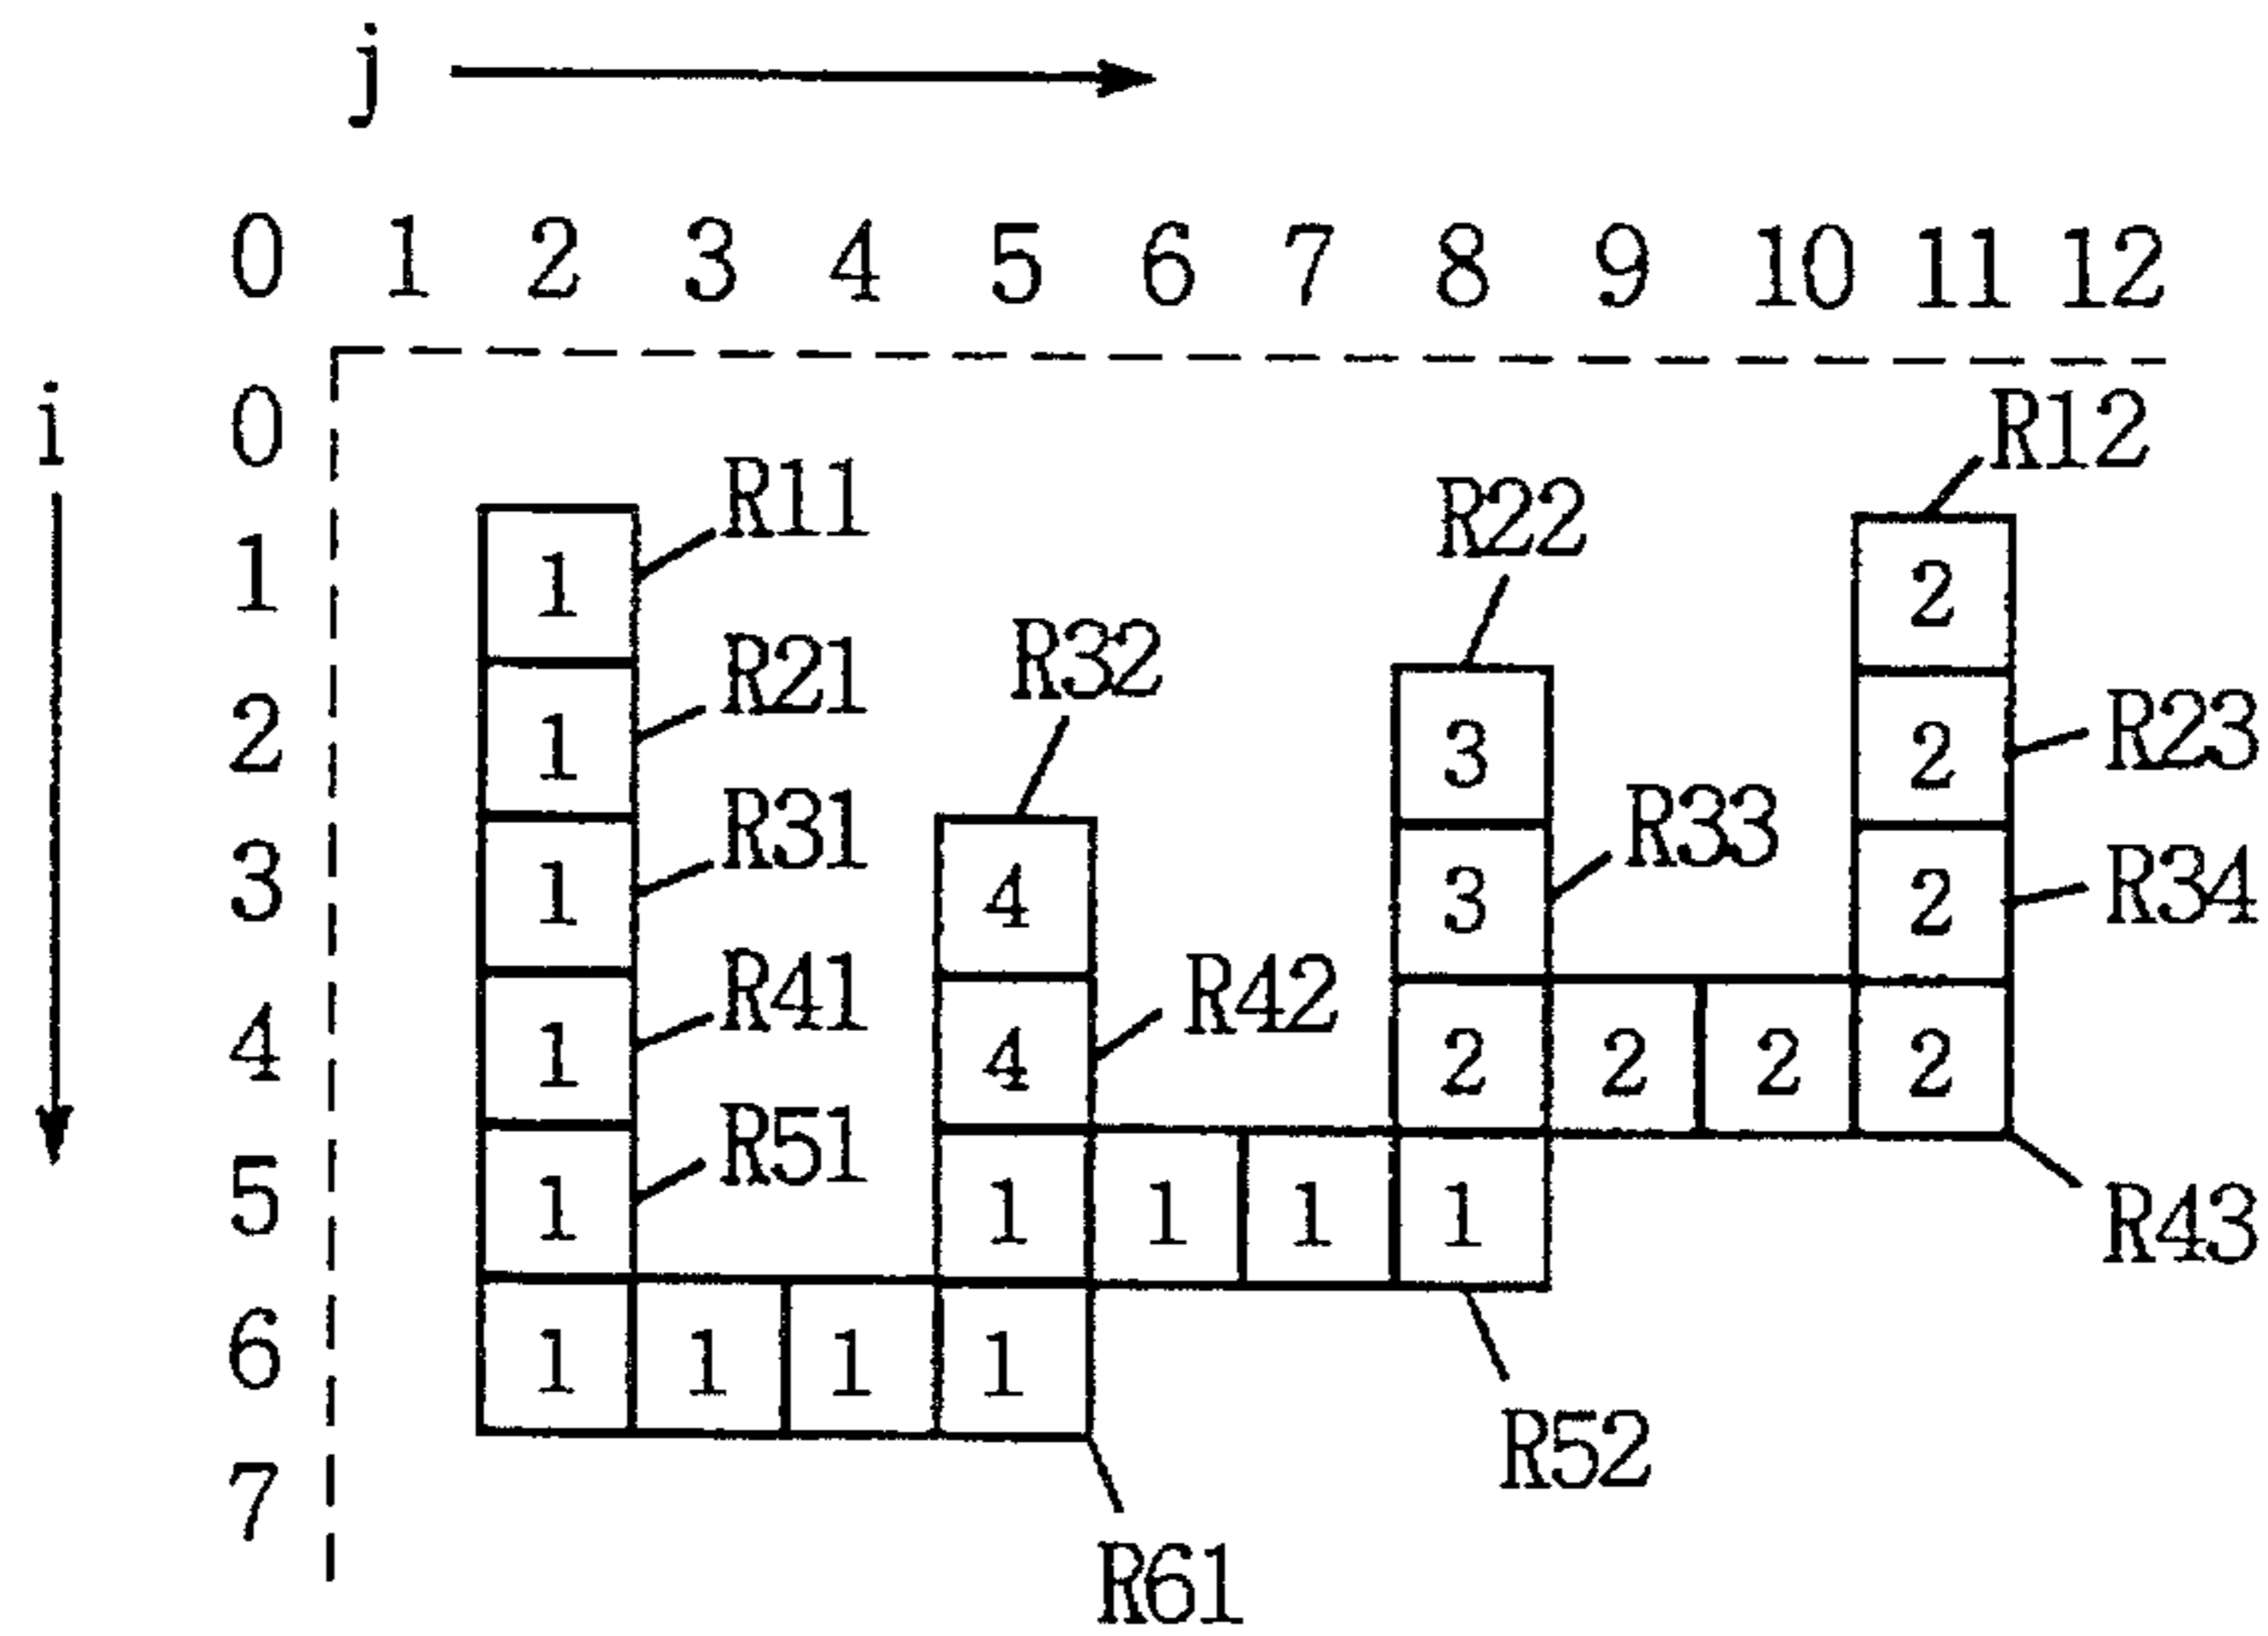 j
0 1 2 3 4 5 6 7 8 9 10 11 12
i 0 R12
1 1 R11 R22 2
2 1 R21 R32 3 2 R23
3 1 R31 4 3 R33 2 R34
4 1 R41 4 R42 2 2 2 2
5 1 R51 1 1 1 1 R43
6 1 1 1 1
7 R52
R61